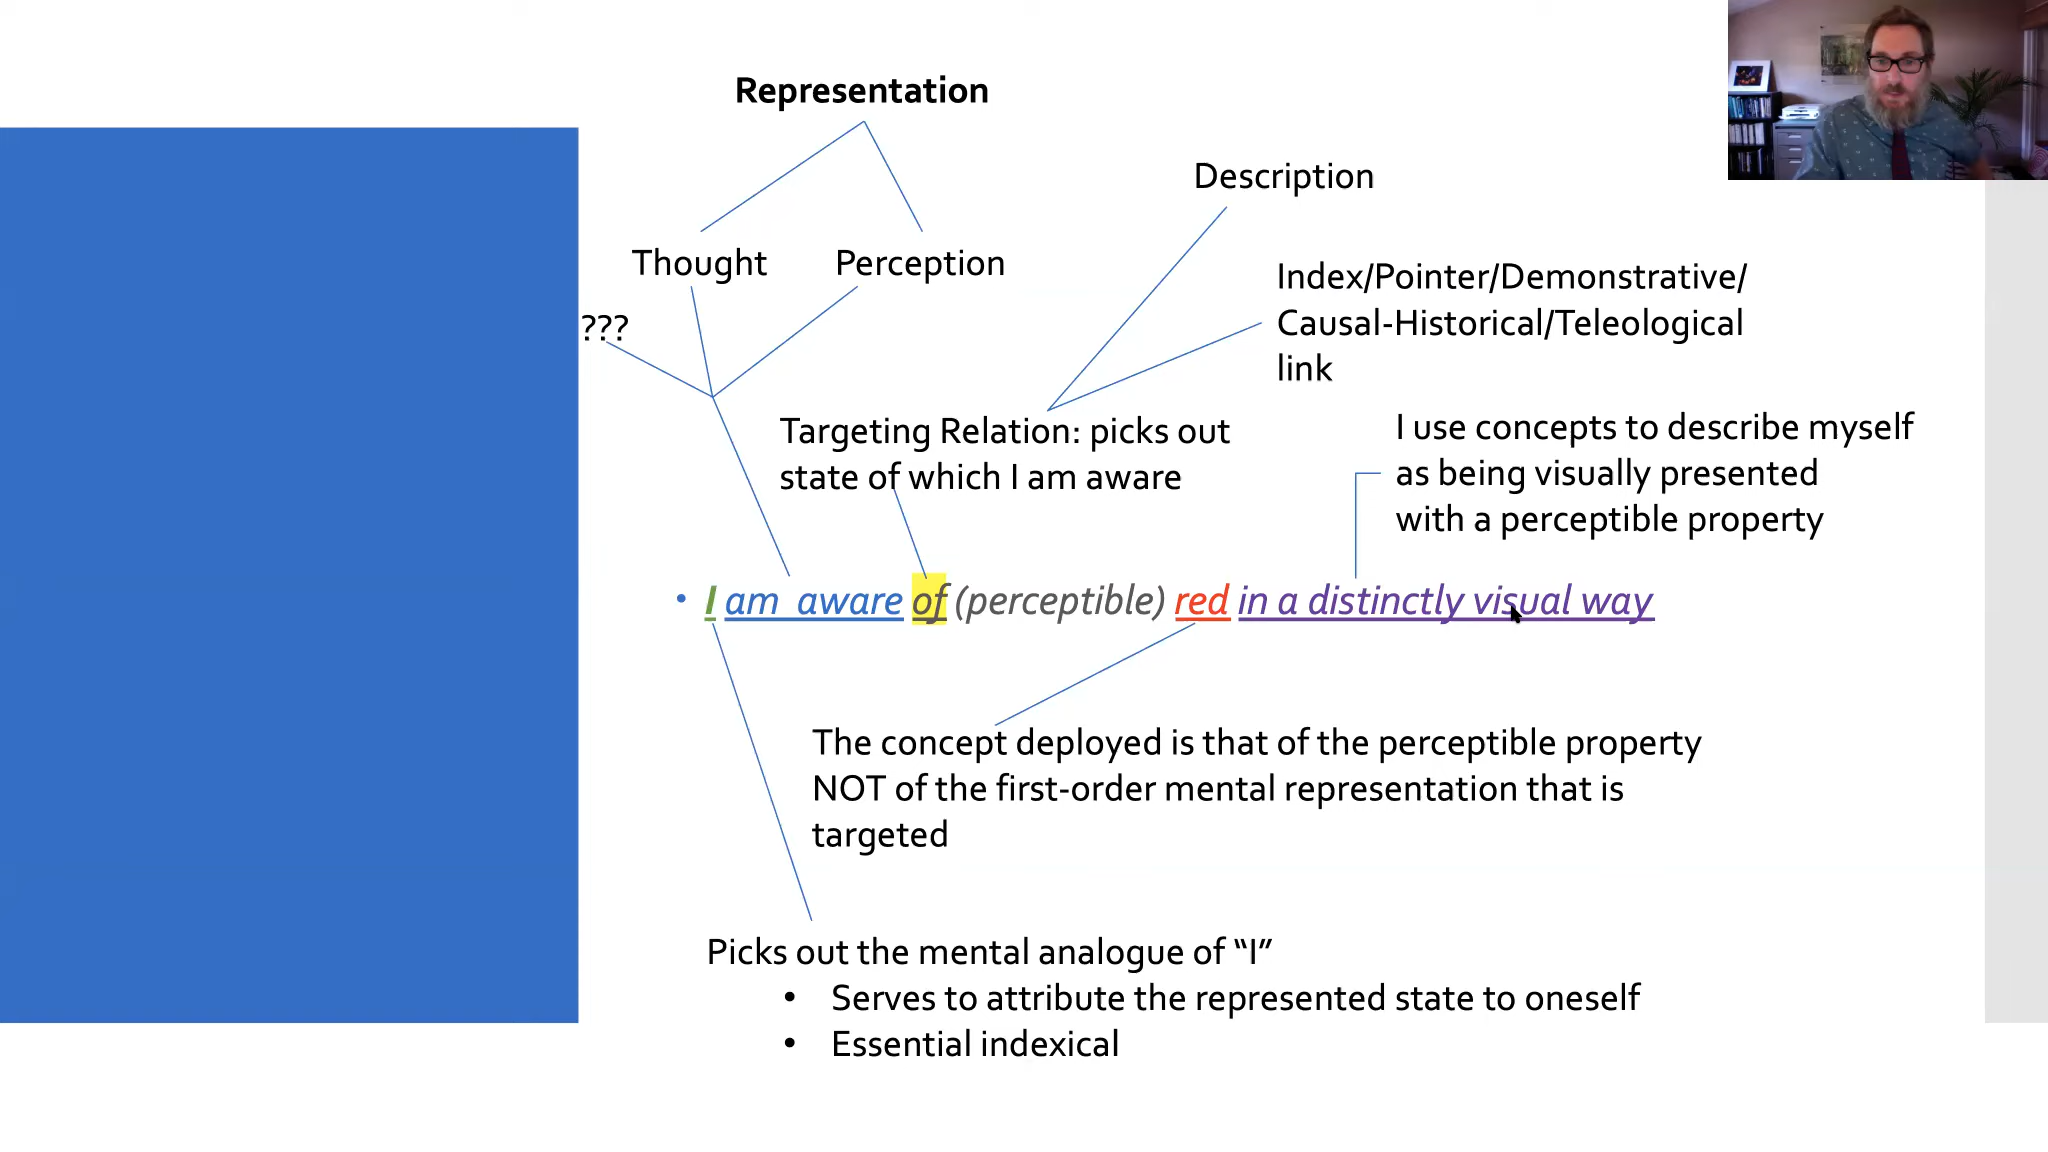 Representation
Description
Thought
Perception
Index/Pointer/Demonstrative/
Causal-Historical/Teleological
link
???
Targeting Relation: picks out
state of which I am aware
I use concepts to describe myself
as being visually presented
with a perceptible property
• I am aware of (perceptible) red in a distinctly visual way
The concept deployed is that of the perceptible property
NOT of the first-order mental representation that is
targeted
Picks out the mental analogue of “I”
• Serves to attribute the represented state to oneself
• Essential indexical